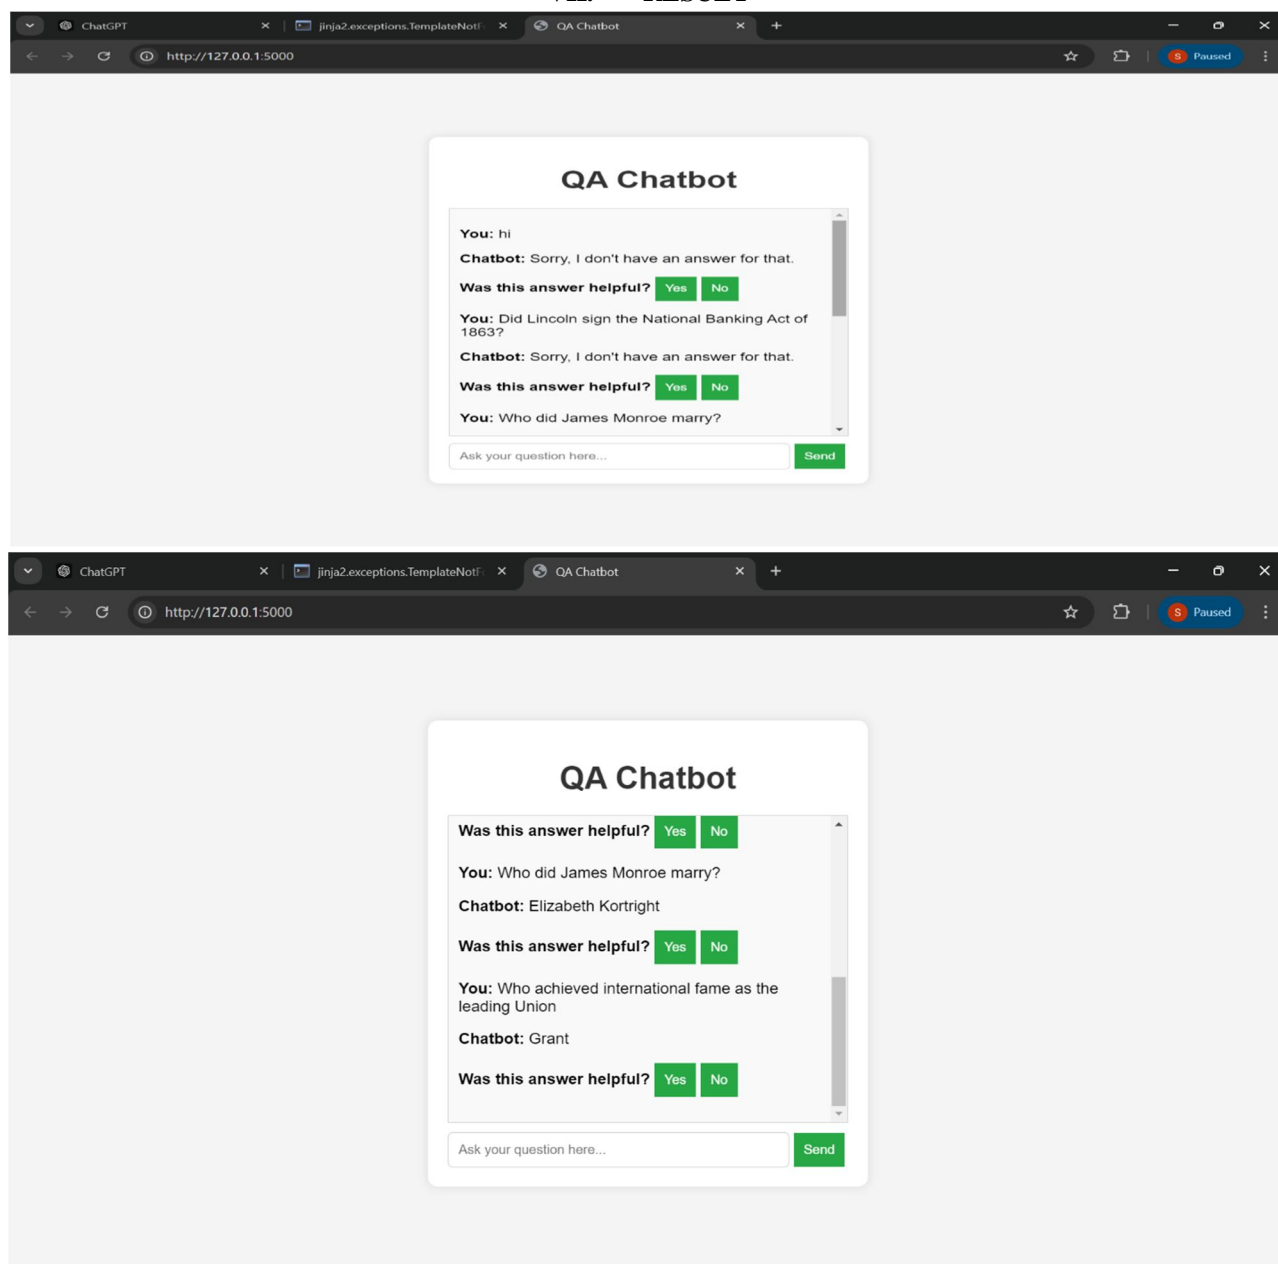 VII. RESULT
ChatGPT
jinja2.exceptions.TemplateNotF
QA Chatbot
http://127.0.0.1:5000
S Paused
QA Chatbot
You: hi
Chatbot: Sorry, I don't have an answer for that.
Was this answer helpful? Yes No
You: Did Lincoln sign the National Banking Act of
1863?
Chatbot: Sorry, I don't have an answer for that.
Was this answer helpful? Yes No
You: Who did James Monroe marry?
Ask your question here... Send
ChatGPT
jinja2.exceptions.TemplateNotF
QA Chatbot
http://127.0.0.1:5000
S Paused
QA Chatbot
Was this answer helpful? Yes No
You: Who did James Monroe marry?
Chatbot: Elizabeth Kortright
Was this answer helpful? Yes No
You: Who achieved international fame as the
leading Union
Chatbot: Grant
Was this answer helpful? Yes No
Ask your question here... Send